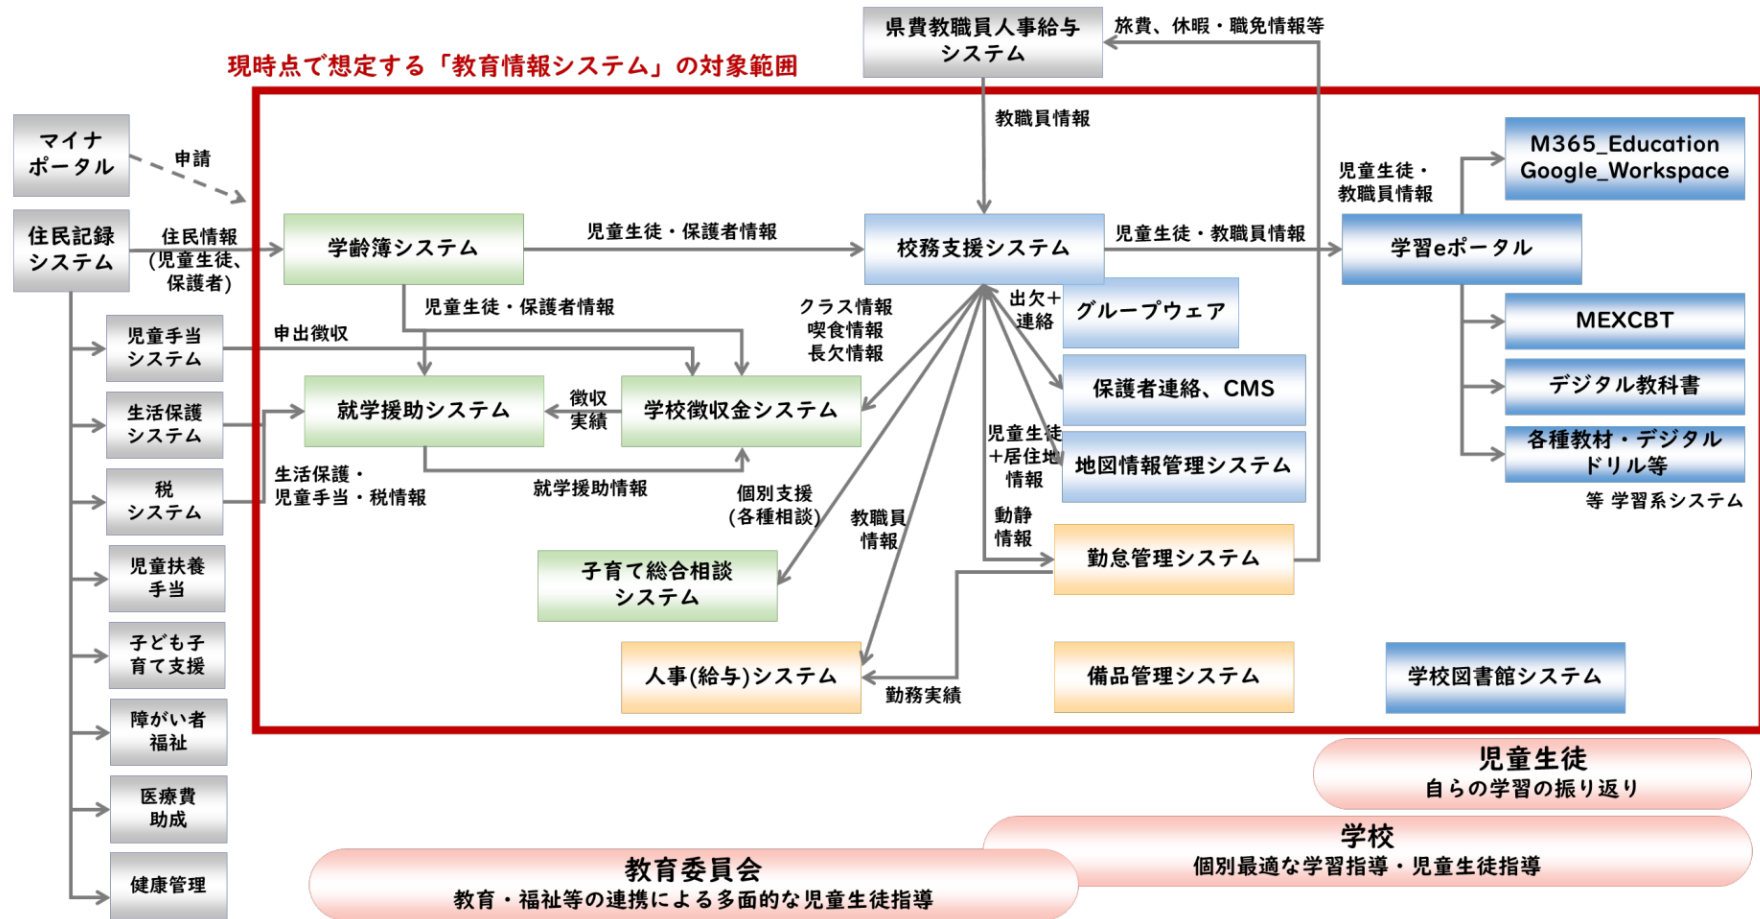 県費教職員人事給与
システム
旅費、休暇・職免情報等
現時点で想定する「教育情報システム」の対象範囲
教職員情報
マイナ
ポータル
申請
M365_Education
Google_Workspace
児童生徒・
教職員情報
住民記録
システム
住民情報
(児童生徒、
保護者)
学齢簿システム
児童生徒・保護者情報
校務支援システム
児童生徒・教職員情報
学習eポータル
児童生徒・保護者情報
クラス情報
喫食情報
長欠情報
出欠+
連絡
グループウェア
児童手当
システム
申出徴収
MEXCBT
生活保護
システム
就学援助システム
徴収
実績
学校徴収金システム
保護者連絡、CMS
デジタル教科書
児童生徒
+居住地
情報
地図情報管理システム
各種教材・デジタル
ドリル等
等 学習系システム
税
システム
生活保護・
児童手当・税情報
就学援助情報
個別支援
(各種相談)
教職員
情報
動静
情報
児童扶養
手当
子育て総合相談
システム
勤怠管理システム
子ども子
育て支援
人事(給与)システム
勤務実績
備品管理システム
学校図書館システム
障がい者
福祉
医療費
助成
健康管理
児童生徒
自らの学習の振り返り
学校
個別最適な学習指導・児童生徒指導
教育委員会
教育・福祉等の連携による多面的な児童生徒指導